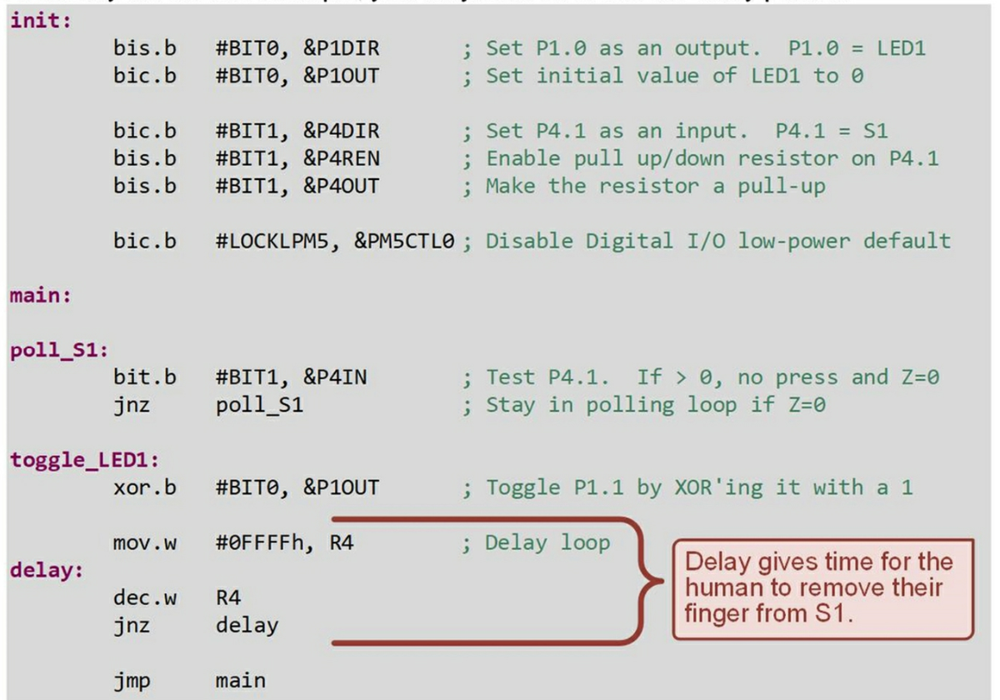 init:
bis.b #BIT0, &P1DIR ; Set P1.0 as an output. P1.0 = LED1
bic.b #BIT0, &P1OUT ; Set initial value of LED1 to 0
bic.b #BIT1, &P4DIR ; Set P4.1 as an input. P4.1 = S1
bis.b #BIT1, &P4REN ; Enable pull up/down resistor on P4.1
bis.b #BIT1, &P4OUT ; Make the resistor a pull-up
bic.b #LOCKLPM5, &PM5CTL0 ; Disable Digital I/O low-power default
main:
poll_S1:
bit.b #BIT1, &P4IN ; Test P4.1. If > 0, no press and Z=0
jnz poll_S1 ; Stay in polling loop if Z=0
toggle_LED1:
xor.b #BIT0, &P1OUT ; Toggle P1.1 by XOR'ing it with a 1
mov.w #0FFFFh, R4 ; Delay loop
delay:
dec.w R4
jnz delay
jmp main
Delay gives time for the
human to remove their
finger from S1.